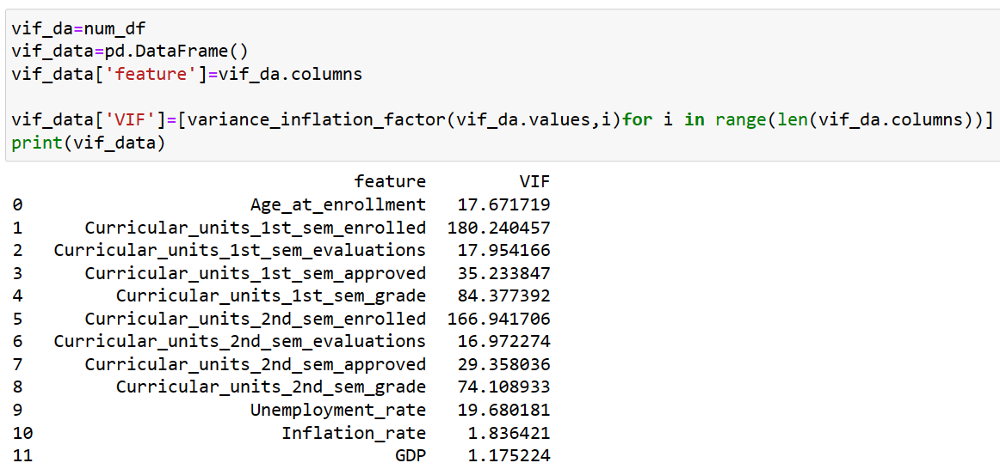 vif_da=num_df
vif_data=pd.DataFrame()
vif_data['feature']=vif_da.columns
vif_data['VIF']=[variance_inflation_factor(vif_da.values,i)for i in range(len(vif_da.columns))]
print(vif_data)
feature VIF
0 Age_at_enrollment 17.671719
1 Curricular_units_1st_sem_enrolled 180.240457
2 Curricular_units_1st_sem_evaluations 17.954166
3 Curricular_units_1st_sem_approved 35.233847
4 Curricular_units_1st_sem_grade 84.377392
5 Curricular_units_2nd_sem_enrolled 166.941706
6 Curricular_units_2nd_sem_evaluations 16.972274
7 Curricular_units_2nd_sem_approved 29.358036
8 Curricular_units_2nd_sem_grade 74.108933
9 Unemployment_rate 19.680181
10 Inflation_rate 1.836421
11 GDP 1.175224